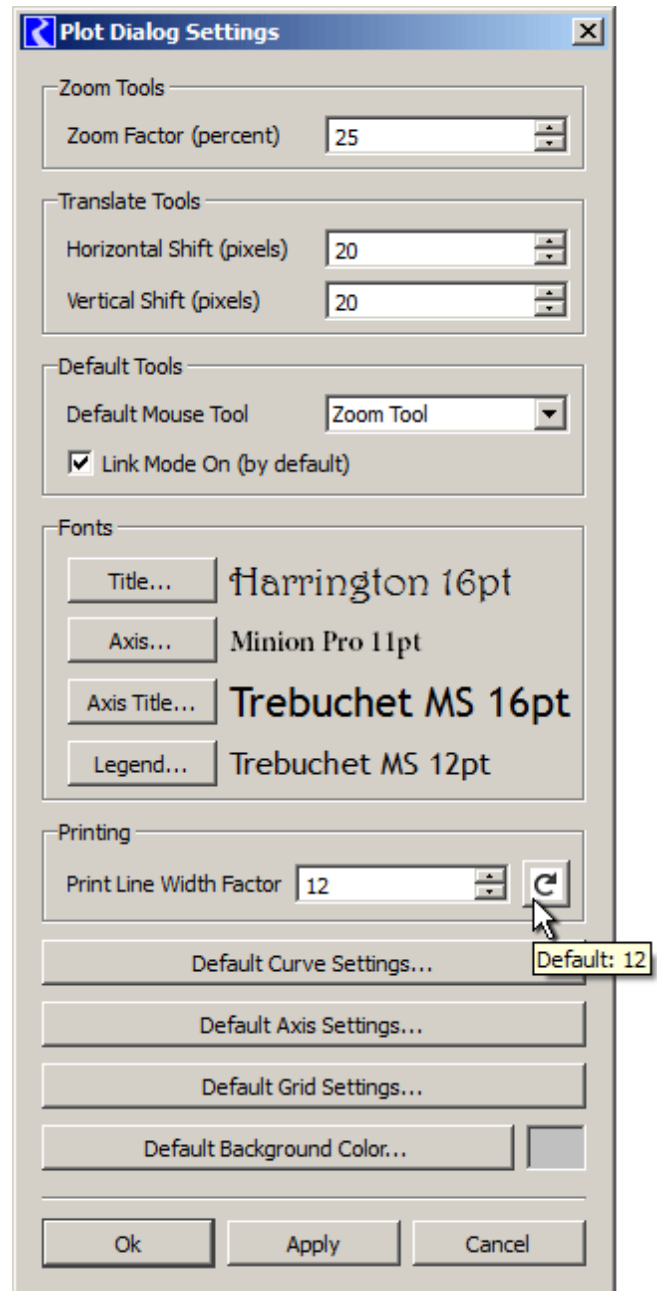 Plot Dialog Settings
Zoom Tools
Zoom Factor (percent) 25
Translate Tools
Horizontal Shift (pixels) 20
Vertical Shift (pixels) 20
Default Tools
Default Mouse Tool Zoom Tool
Link Mode On (by default)
Fonts
Title... Harrington 16pt
Axis... Minion Pro 11pt
Axis Title... Trebuchet MS 16pt
Legend... Trebuchet MS 12pt
Printing
Print Line Width Factor 12
Default Curve Settings...
Default: 12
Default Axis Settings...
Default Grid Settings...
Default Background Color...
Ok Apply Cancel